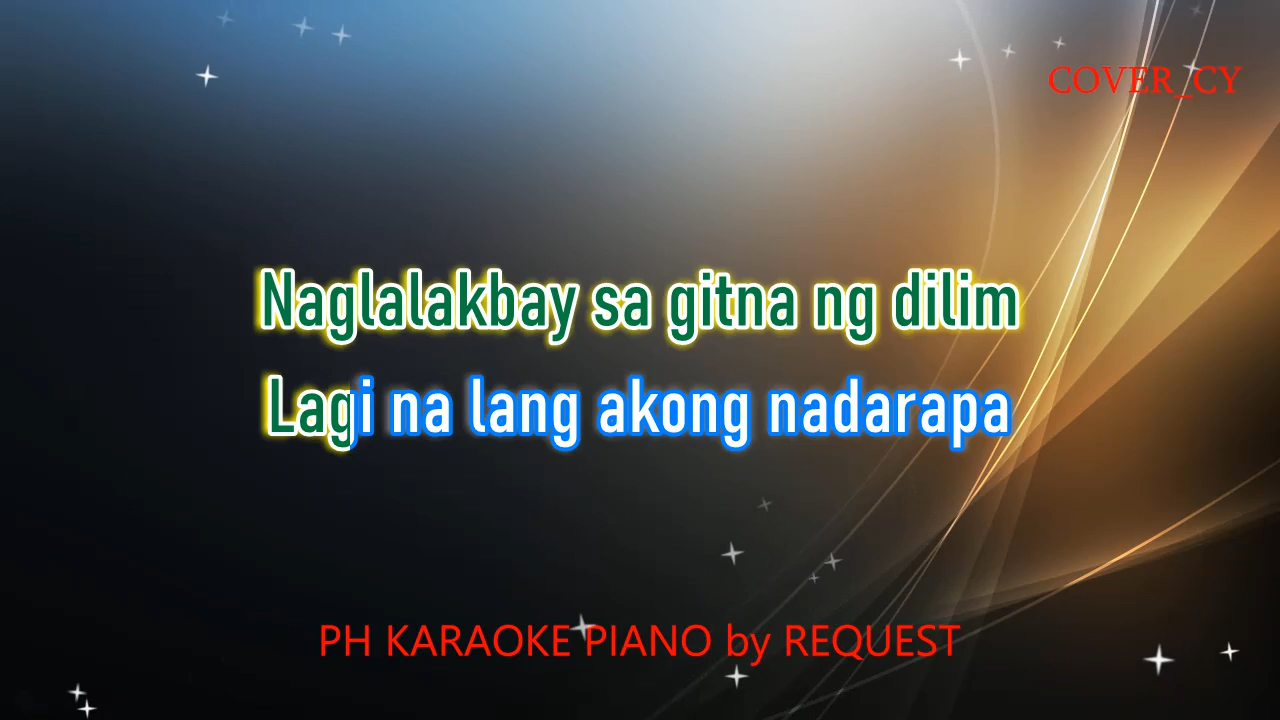 COVER_CY
Naglalakbay sa gitna ng dilim
Lagi na lang akong nadarapa
PH KARAOKE PIANO by REQUEST